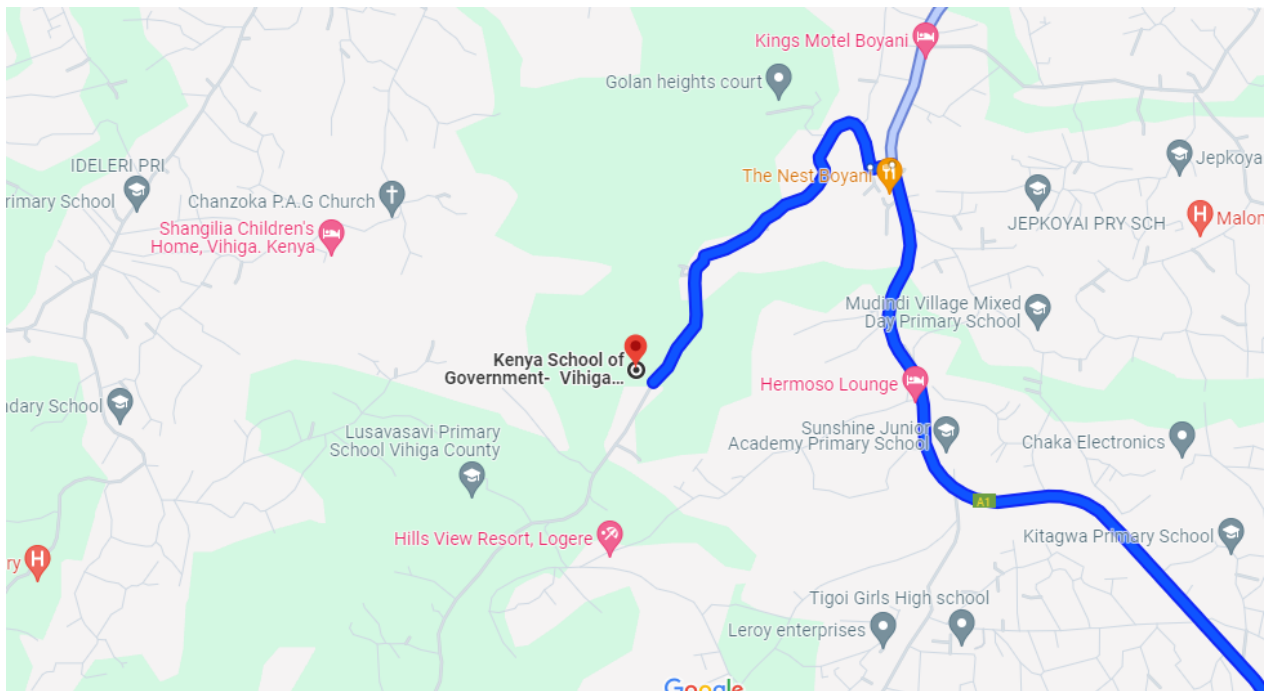 Kings Motel Boyani
Golan heights court
IDELERI PRI
rimary School
Chanzoka P.A.G Church
Shangilia Children's
Home, Vihiga. Kenya
The Nest Boyani
Jepkoya
JEPKOYAI PRY SCH
H
Malon
Mudindi Village Mixed
Day Primary School
Kenya School of
Government- Vihiga...
Hermoso Lounge
ndary School
Lusavasavi Primary
School Vihiga County
Sunshine Junior
Academy Primary School
Chaka Electronics
A1
Hills View Resort, Logere
Kitagwa Primary School
ry
H
Tigoi Girls High school
Leroy enterprises
Google